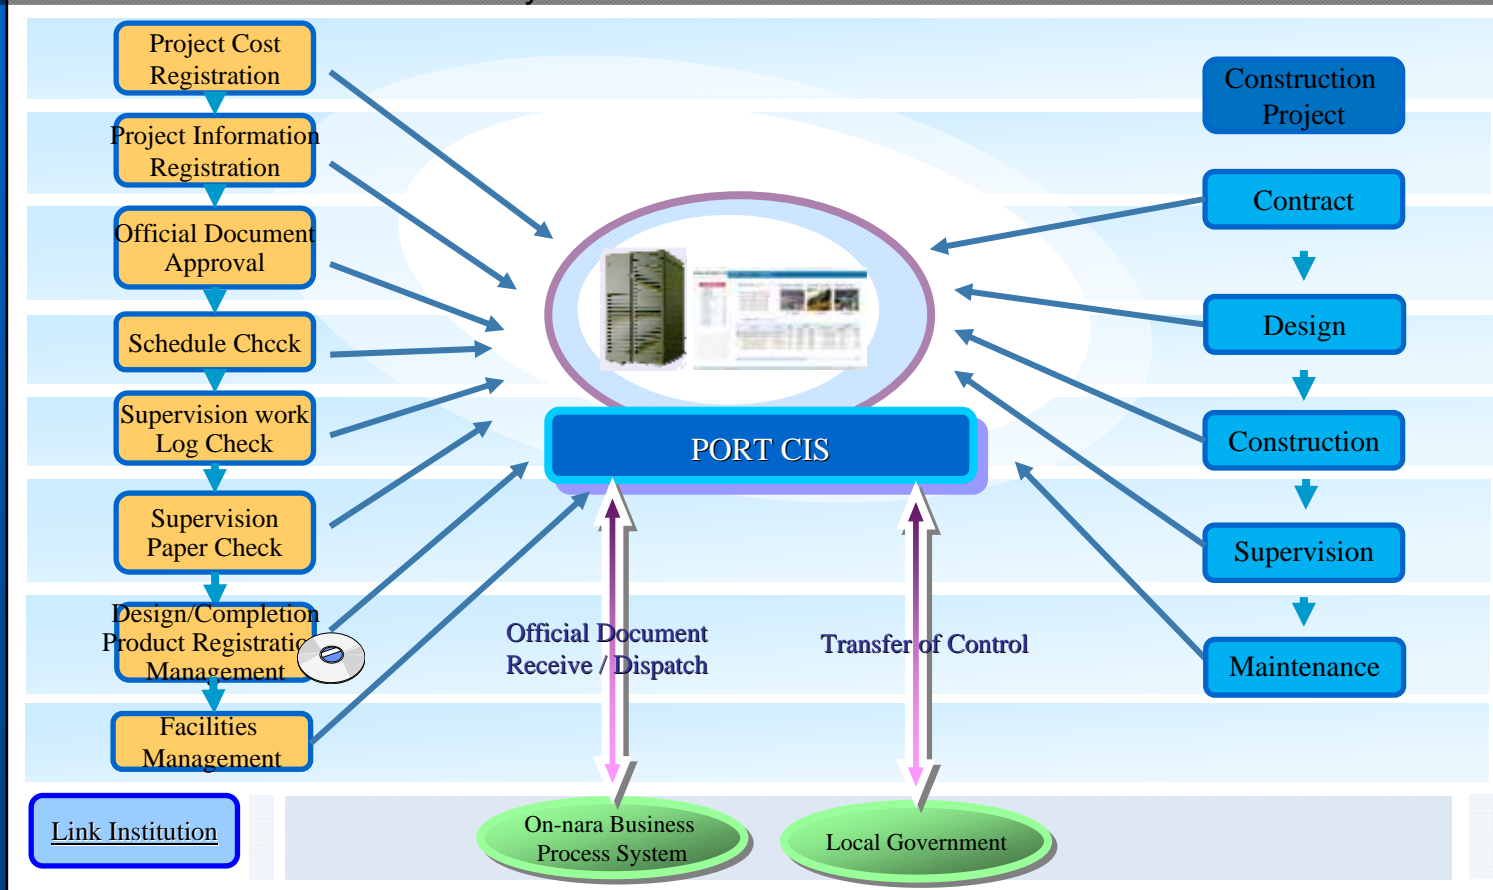 Project Cost
Registration
Project Information
Registration
Official Document
Approval
Schedule Chcck
Supervision work
Log Check
Supervision
Paper Check
Design/Completion
Product Registratio
Management
Facilities
Management
Link Institution
PORT CIS
Official Document
Receive / Dispatch
Transfer of Control
On-nara Business
Process System
Local Government
Construction
Project
Contract
Design
Construction
Supervision
Maintenance